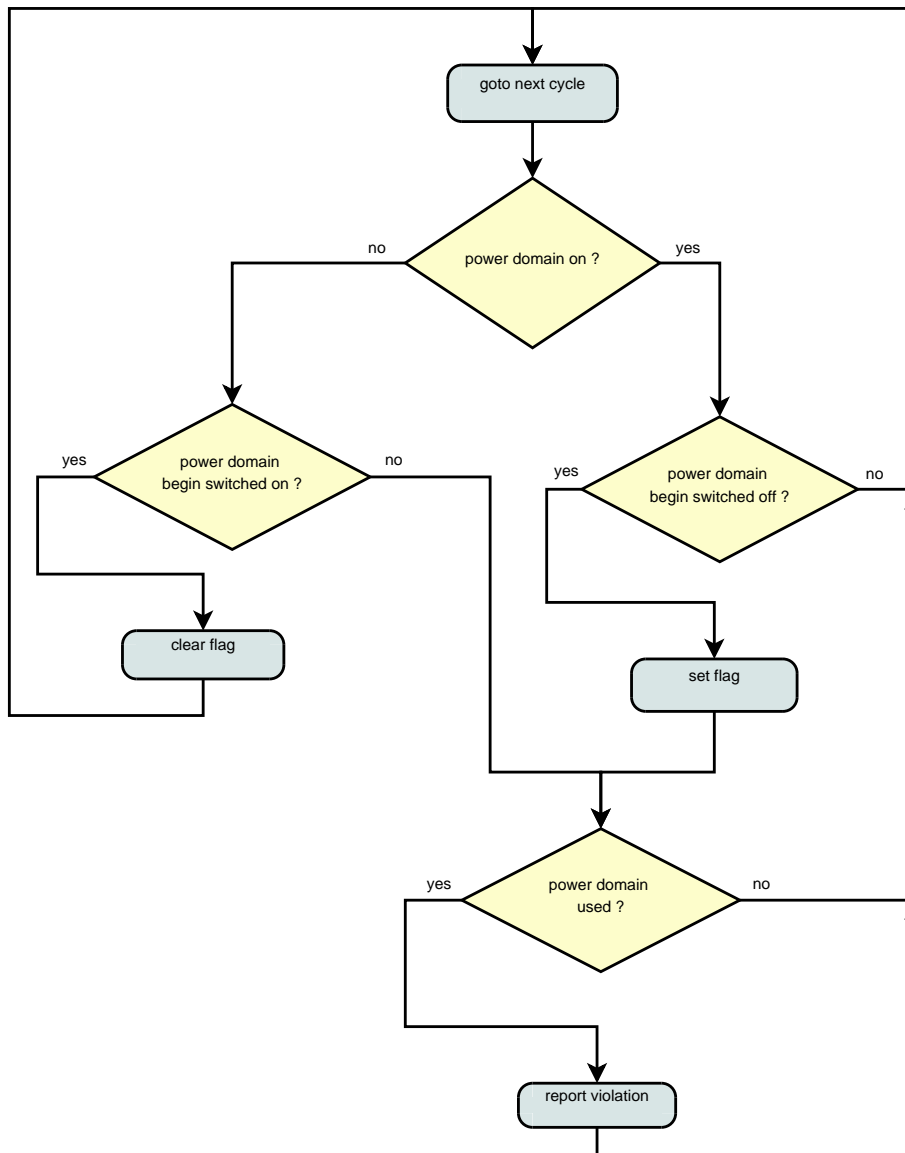 goto next cycle
no
yes
power domain on ?
yes
power domain
begin switched on ?
no
yes
power domain
begin switched off ?
no
clear flag
set flag
yes
power domain
used ?
no
report violation